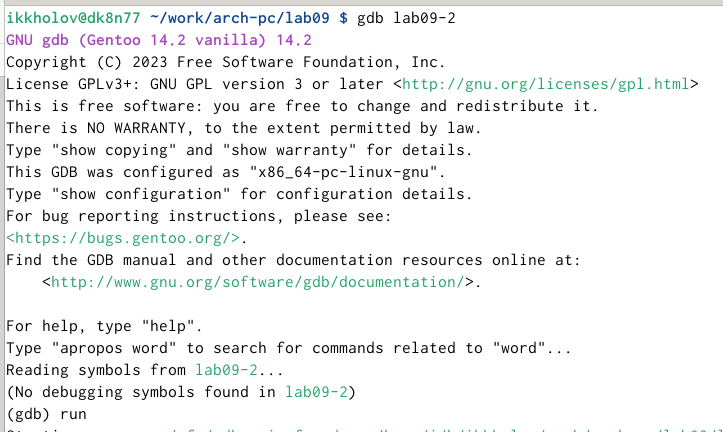 ikkholov@dk8n77 ~/work/arch-pc/lab09 $ gdb lab09-2
GNU gdb (Gentoo 14.2 vanilla) 14.2
Copyright (C) 2023 Free Software Foundation, Inc.
License GPLv3+: GNU GPL version 3 or later <http://gnu.org/licenses/gpl.html>
This is free software: you are free to change and redistribute it.
There is NO WARRANTY, to the extent permitted by law.
Type "show copying" and "show warranty" for details.
This GDB was configured as "x86_64-pc-linux-gnu".
Type "show configuration" for configuration details.
For bug reporting instructions, please see:
<https://bugs.gentoo.org/>.
Find the GDB manual and other documentation resources online at:
    <http://www.gnu.org/software/gdb/documentation/>.

For help, type "help".
Type "apropos word" to search for commands related to "word"...
Reading symbols from lab09-2...
(No debugging symbols found in lab09-2)
(gdb) run